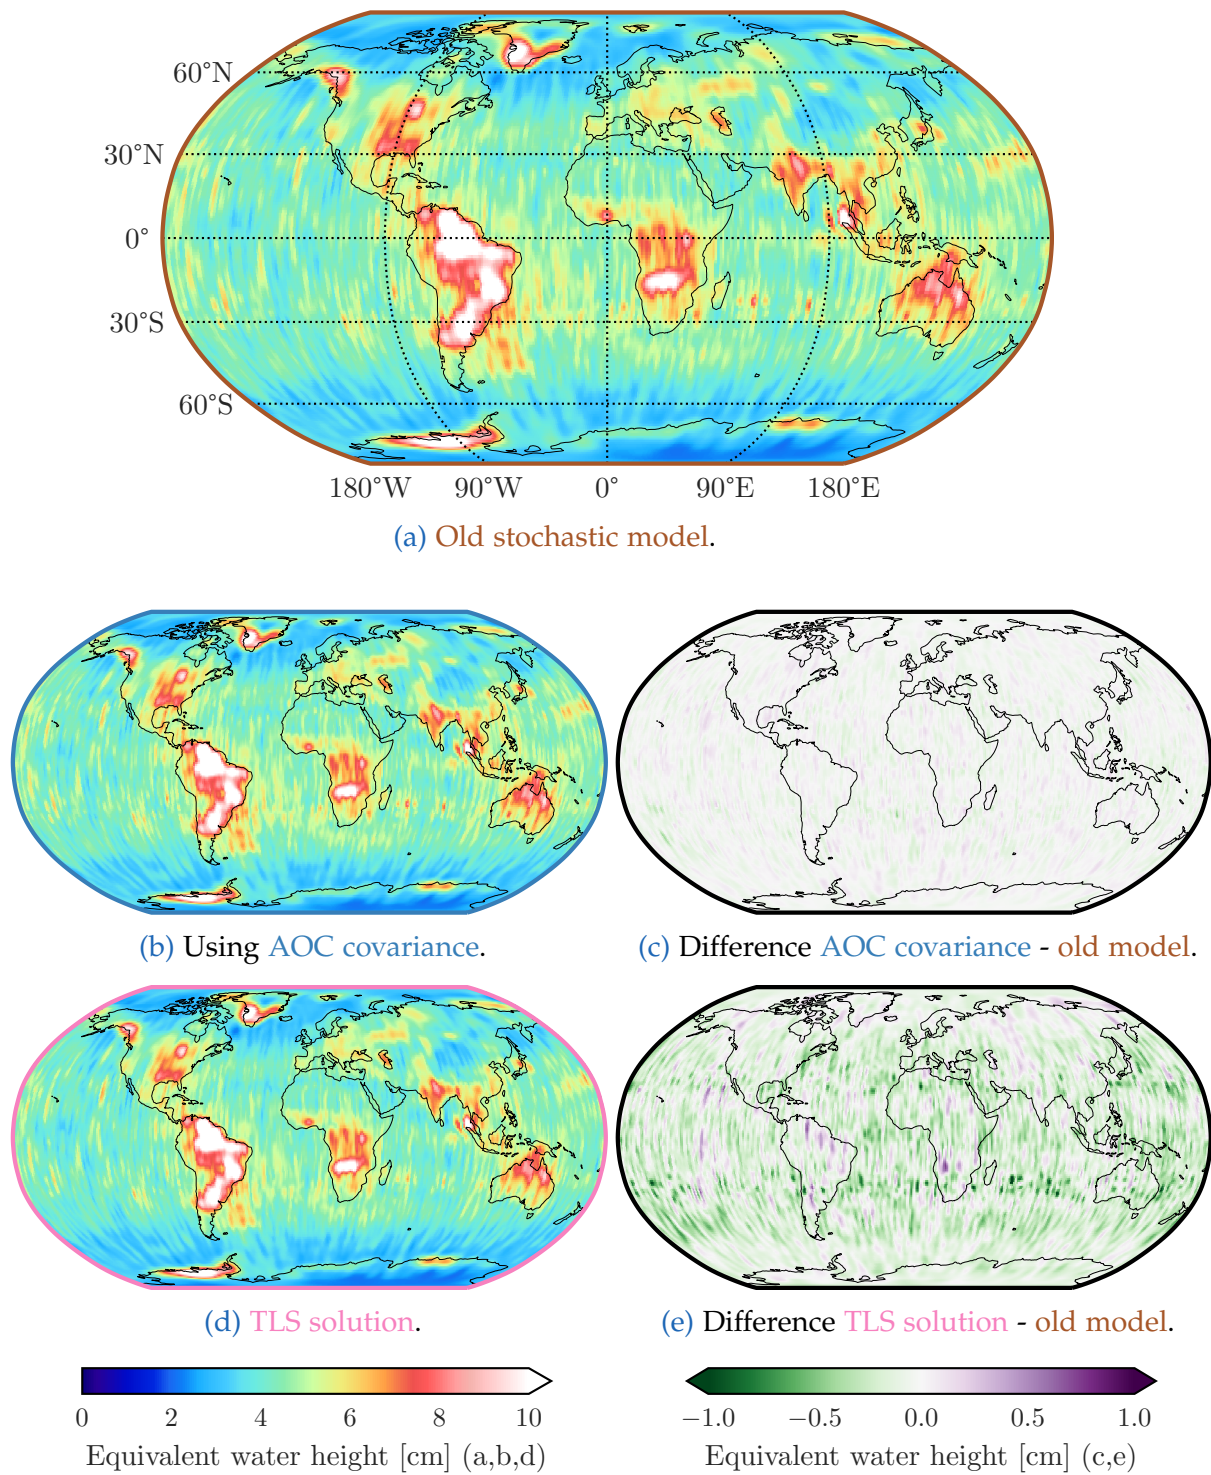 60°N
30°N
0°
30°S
60°S
180°W 90°W 0° 90°E 180°E
(a) Old stochastic model.
(b) Using AOC covariance.
(c) Difference AOC covariance - old model.
(d) TLS solution.
(e) Difference TLS solution - old model.
0 2 4 6 8 10
Equivalent water height [cm] (a,b,d)
−1.0 −0.5 0.0 0.5 1.0
Equivalent water height [cm] (c,e)